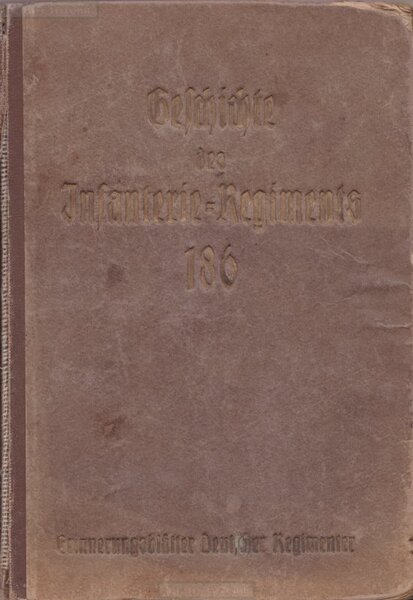 Geschichte
des
Infanterie=Regiments
186
Erinnerungsblätter Deutscher Regimenter